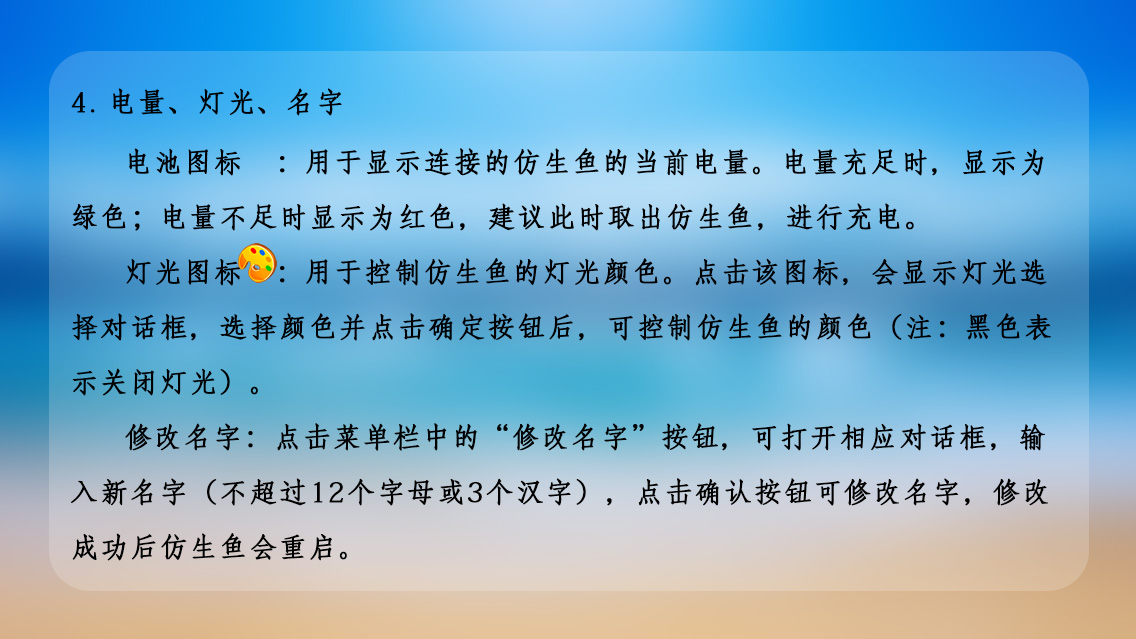 4. 电量、灯光、名字
电池图标 ：用于显示连接的仿生鱼的当前电量。电量充足时，显示为
绿色；电量不足时显示为红色，建议此时取出仿生鱼，进行充电。
灯光图标 ：用于控制仿生鱼的灯光颜色。点击该图标，会显示灯光选
择对话框，选择颜色并点击确定按钮后，可控制仿生鱼的颜色（注：黑色表
示关闭灯光）。
修改名字：点击菜单栏中的“修改名字”按钮，可打开相应对话框，输
入新名字（不超过12个字母或3个汉字），点击确认按钮可修改名字，修改
成功后仿生鱼会重启。